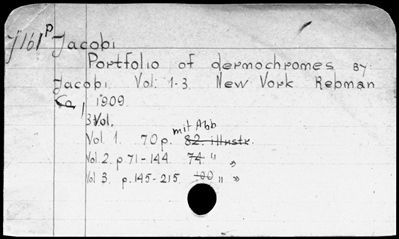 J161p Jacobi
Portfolio of dermochromes by
Jacobi Vol: 1-3. New York Rebman
Co, 1909.
3 Vol.
Vol 1. 70 p. mit Abb 82. illustr.
Vol 2. p. 71-144. 74 " "
Vol 3. p. 145-215 100 " "